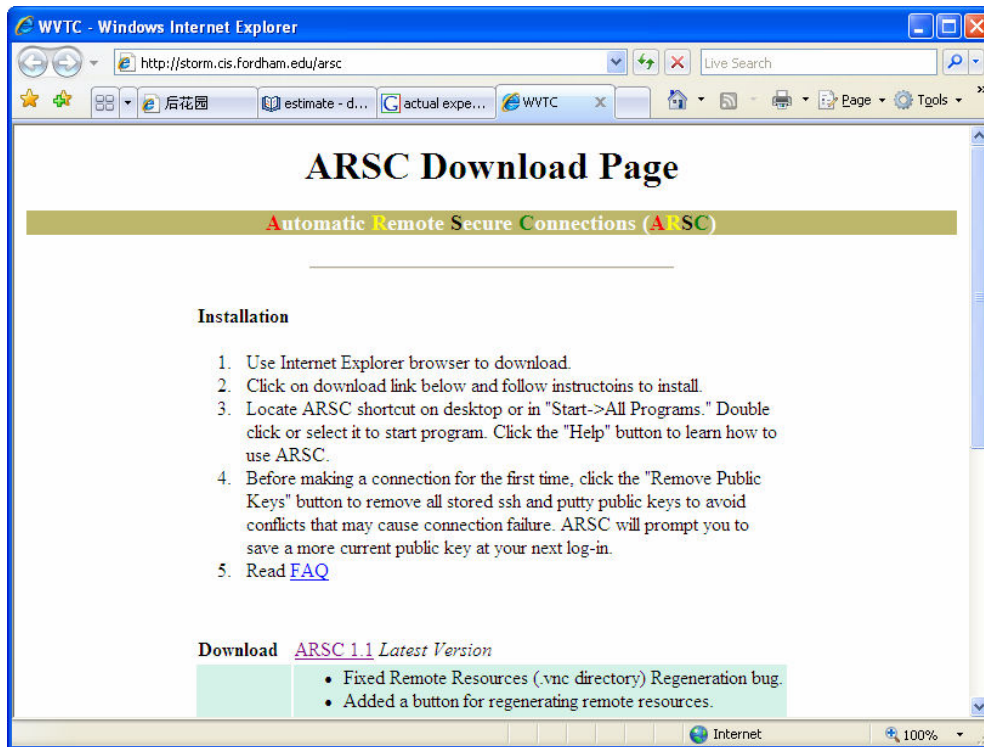 WVTC - Windows Internet Explorer
http://storm.cis.fordham.edu/arsc
Live Search
后花园
estimate - d...
actual expe...
WVTC
Page
Tools
ARSC Download Page
Automatic Remote Secure Connections (ARSC)
Installation
1. Use Internet Explorer browser to download.
2. Click on download link below and follow instructoins to install.
3. Locate ARSC shortcut on desktop or in "Start->All Programs." Double
click or select it to start program. Click the "Help" button to learn how to
use ARSC.
4. Before making a connection for the first time, click the "Remove Public
Keys" button to remove all stored ssh and putty public keys to avoid
conflicts that may cause connection failure. ARSC will prompt you to
save a more current public key at your next log-in.
5. Read FAQ
Download ARSC 1.1 Latest Version
• Fixed Remote Resources (.vnc directory) Regeneration bug.
• Added a button for regenerating remote resources.
Internet
100%